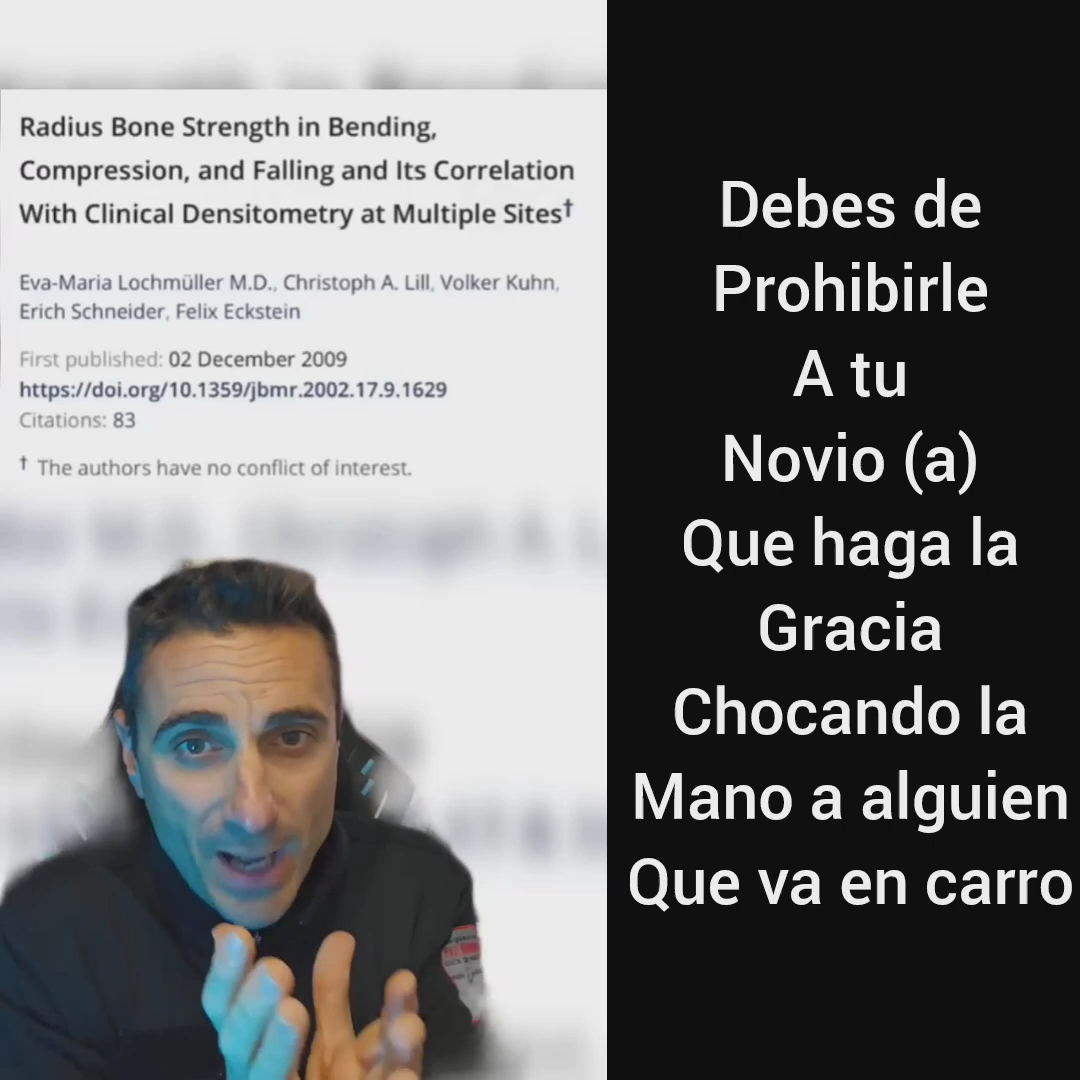 Radius Bone Strength in Bending,
Compression, and Falling and Its Correlation
With Clinical Densitometry at Multiple Sites†
Eva-Maria Lochmüller M.D., Christoph A. Lill, Volker Kuhn,
Erich Schneider, Felix Eckstein
First published: 02 December 2009
https://doi.org/10.1359/jbmr.2002.17.9.1629
Citations: 83
† The authors have no conflict of interest.
Debes de
Prohibirle
A tu
Novio (a)
Que haga la
Gracia
Chocando la
Mano a alguien
Que va en carro